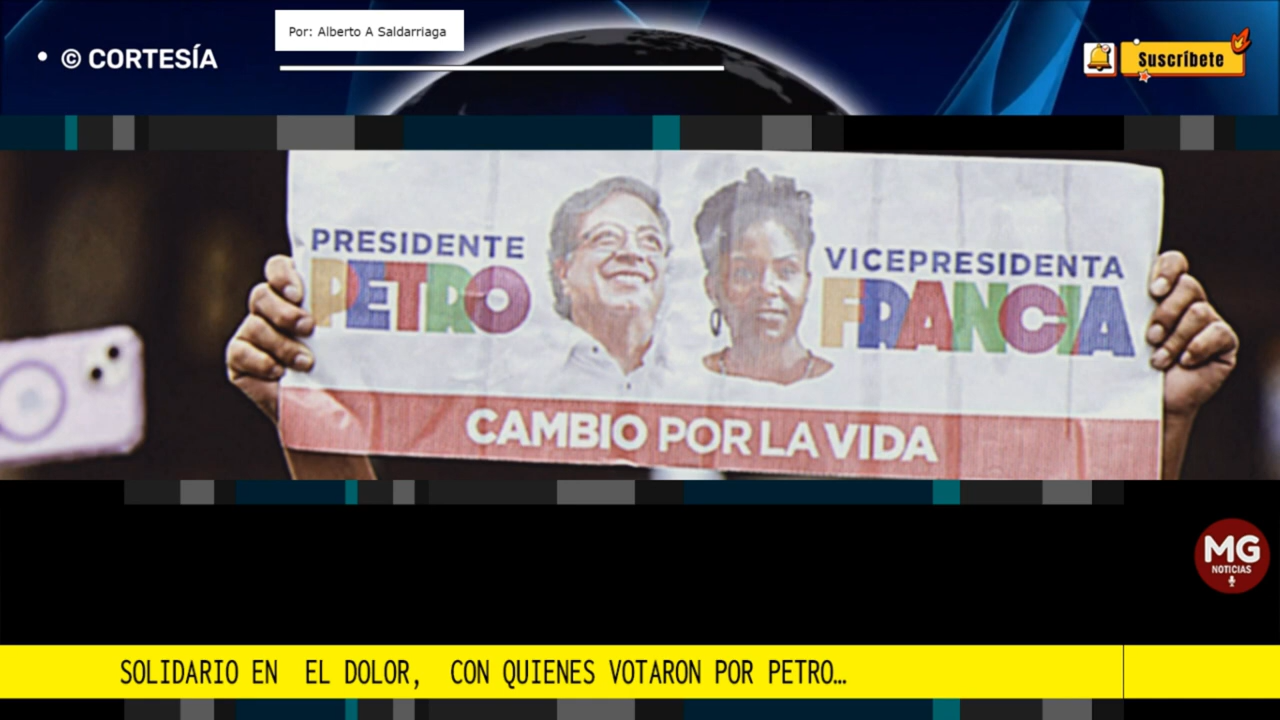 • © CORTESÍA
Por: Alberto A Saldarriaga
Suscríbete
PRESIDENTE
PETRO
VICEPRESIDENTA
FRANCIA
CAMBIO POR LA VIDA
MG
NOTICIAS
SOLIDARIO EN  EL DOLOR,  CON QUIENES VOTARON POR PETRO...